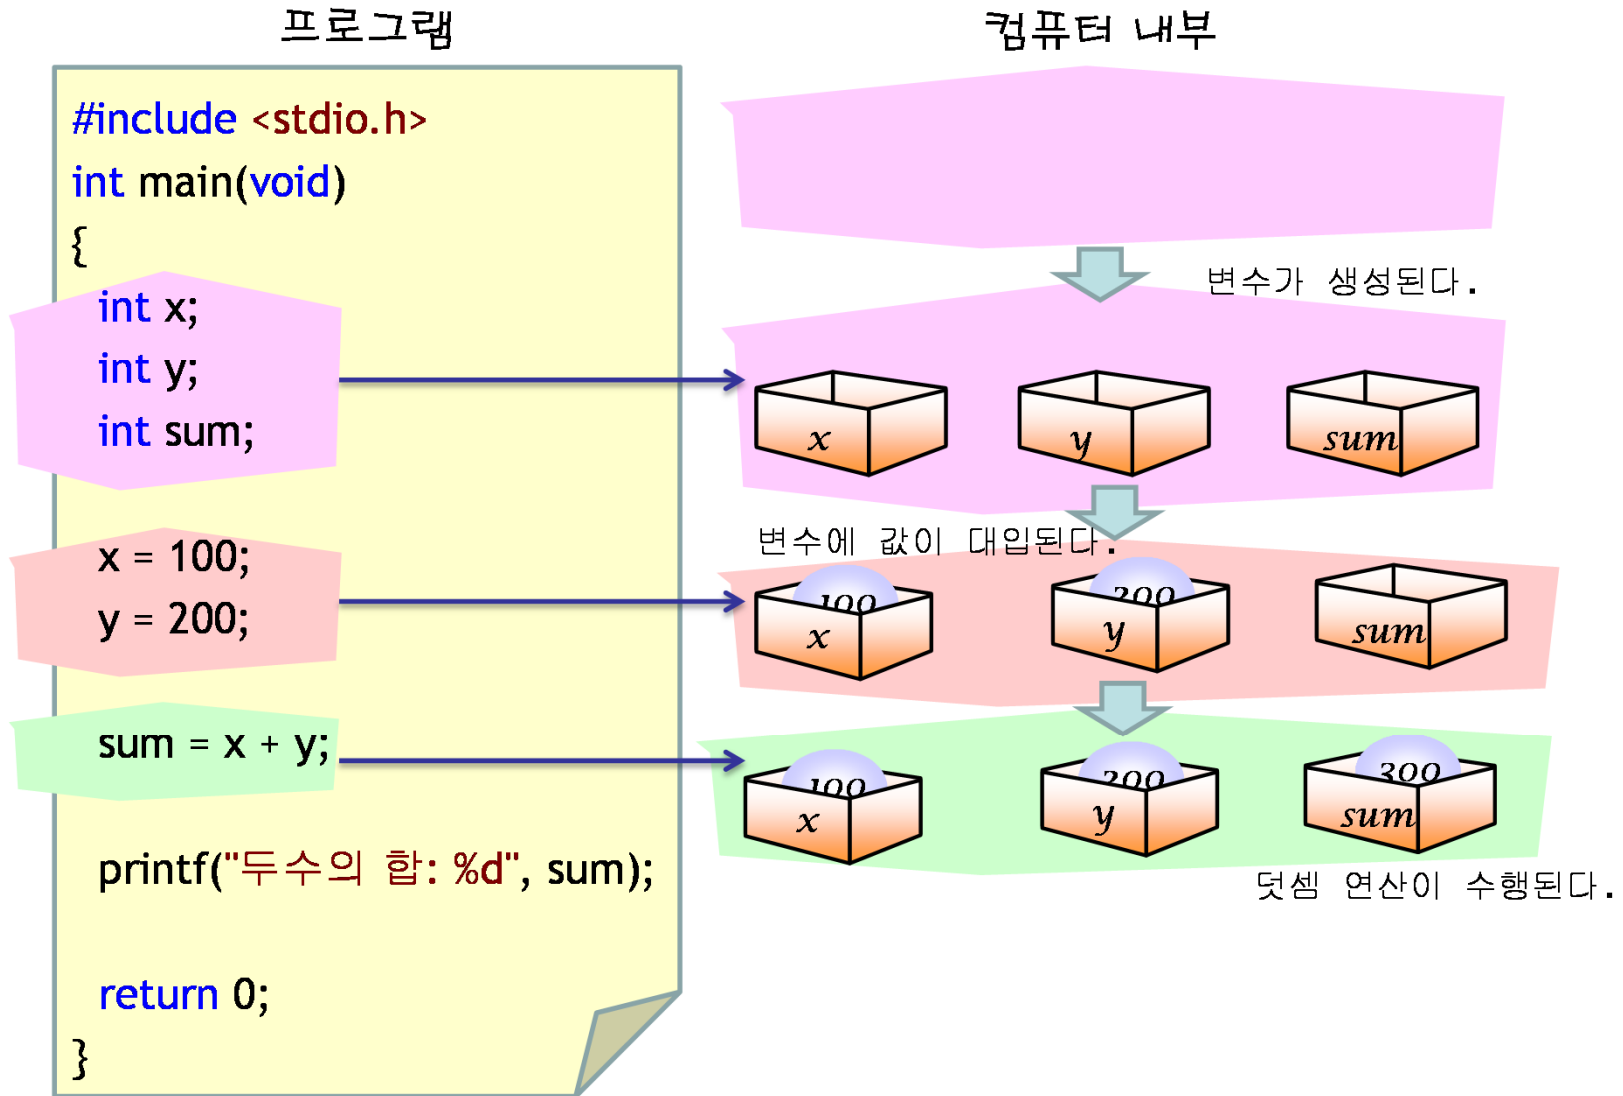 프로그램
#include <stdio.h>
int main(void)
{
int x;
int y;
int sum;
x = 100;
y = 200;
sum = x + y;
printf("두수의 합: %d", sum);
return 0;
}
컴퓨터 내부
변수가 생성된다.
x y sum
변수에 값이 대입된다.
100 200
x y sum
100 200 300
x y sum
덧셈 연산이 수행된다.